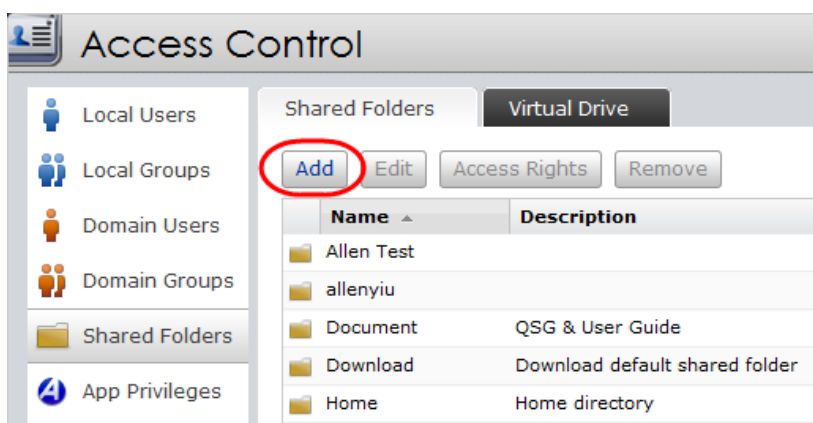 Access Control
Local Users
Local Groups
Domain Users
Domain Groups
Shared Folders
App Privileges
Shared Folders Virtual Drive
Add Edit Access Rights Remove
Name Description
Allen Test
allenyiu
Document QSG & User Guide
Download Download default shared folder
Home Home directory